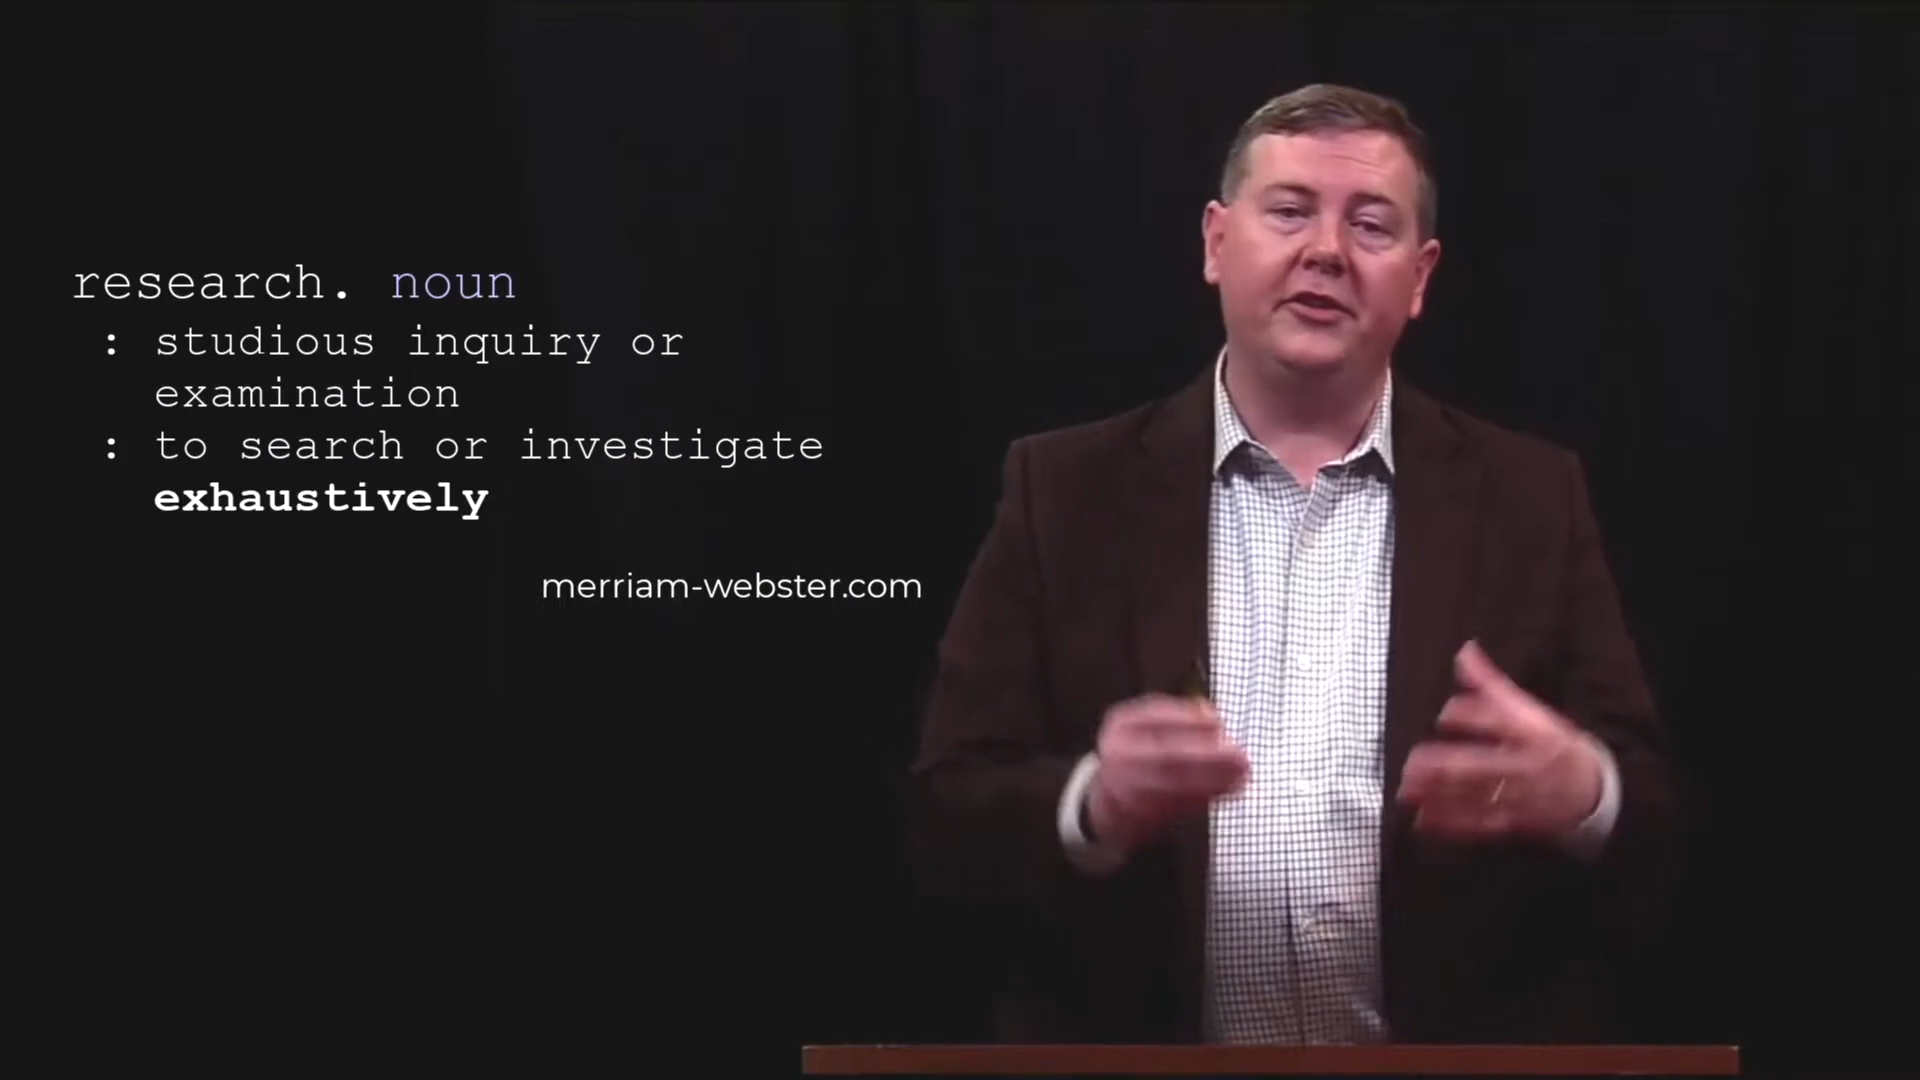 research. noun
: studious inquiry or
examination
: to search or investigate
exhaustively
merriam-webster.com